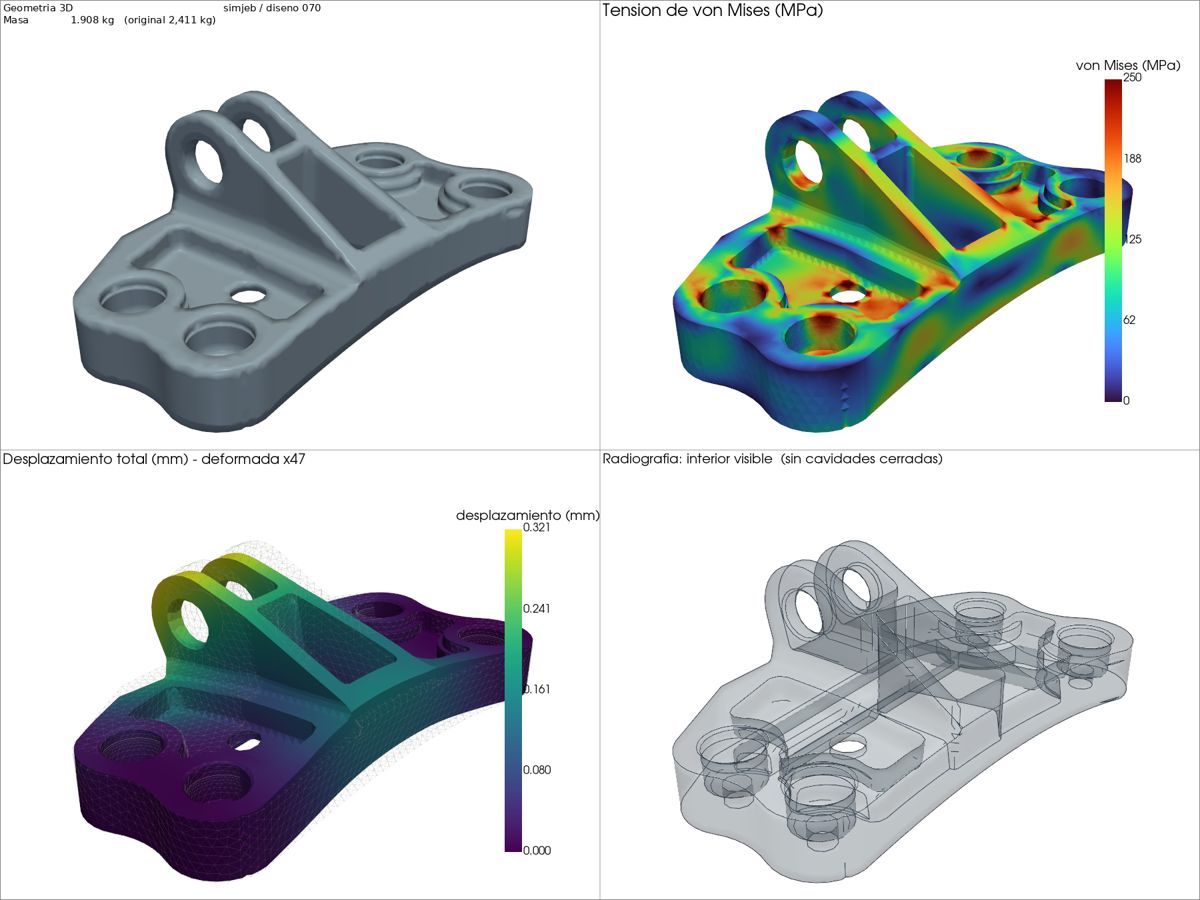 Geometria 3D simjeb / diseno 070
Masa 1.908 kg (original 2,411 kg)
Tension de von Mises (MPa)
von Mises (MPa)
250
188
125
62
0
Desplazamiento total (mm) - deformada x47
desplazamiento (mm)
0.321
0.241
0.161
0.080
0.000
Radiografia: interior visible (sin cavidades cerradas)